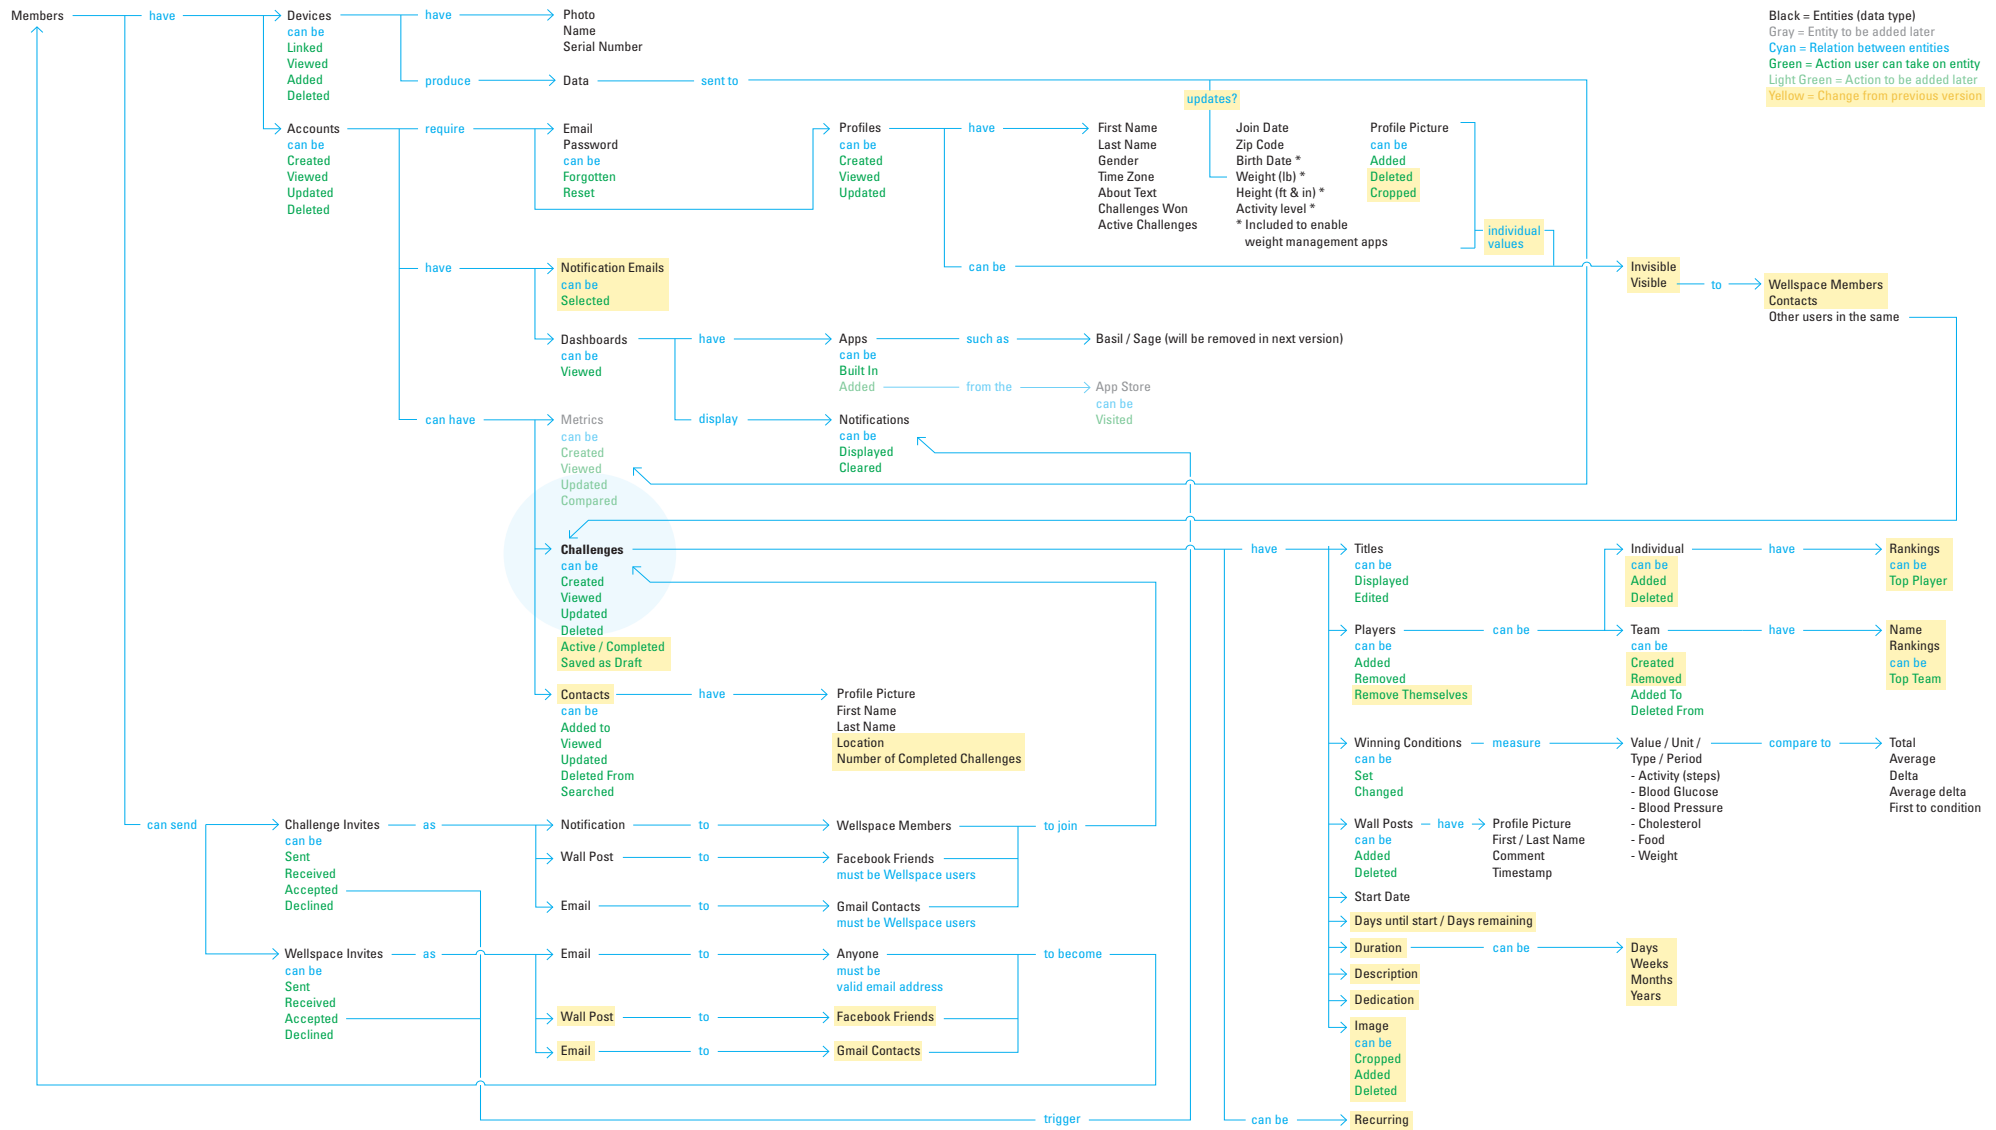 Members
have
Devices
can be
Linked
Viewed
Added
Deleted
have
Photo
Name
Serial Number
produce
Data
sent to
updates?
Black = Entities (data type)
Gray = Entity to be added later
Cyan = Relation between entities
Green = Action user can take on entity
Light Green = Action to be added later
Yellow = Change from previous version
Accounts
can be
Created
Viewed
Updated
Deleted
require
Email
Password
can be
Forgotten
Reset
Profiles
can be
Created
Viewed
Updated
have
First Name
Last Name
Gender
Time Zone
About Text
Challenges Won
Active Challenges
Join Date
Zip Code
Birth Date *
Weight (lb) *
Height (ft & in) *
Activity level *
* Included to enable
weight management apps
Profile Picture
can be
Added
Deleted
Cropped
individual
values
can be
Invisible
Visible
to
Wellspace Members
Contacts
Other users in the same
have
Notification Emails
can be
Selected
Dashboards
can be
Viewed
have
Apps
can be
Built In
Added
such as
Basil / Sage (will be removed in next version)
from the
App Store
can be
Visited
display
Notifications
can be
Displayed
Cleared
can have
Metrics
can be
Created
Viewed
Updated
Compared
Challenges
can be
Created
Viewed
Updated
Deleted
Active / Completed
Saved as Draft
Contacts
can be
Added to
Viewed
Updated
Deleted From
Searched
have
Profile Picture
First Name
Last Name
Location
Number of Completed Challenges
have
Titles
can be
Displayed
Edited
Players
can be
Added
Removed
Remove Themselves
can be
Individual
can be
Added
Deleted
have
Rankings
can be
Top Player
Team
can be
Created
Removed
Added To
Deleted From
have
Name
Rankings
can be
Top Team
Winning Conditions
can be
Set
Changed
measure
Value / Unit /
Type / Period
- Activity (steps)
- Blood Glucose
- Blood Pressure
- Cholesterol
- Food
- Weight
compare to
Total
Average
Delta
Average delta
First to condition
Wall Posts
can be
Added
Deleted
have
Profile Picture
First / Last Name
Comment
Timestamp
Start Date
Days until start / Days remaining
Duration
can be
Days
Weeks
Months
Years
Description
Dedication
Image
can be
Cropped
Added
Deleted
can be
Recurring
can send
Challenge Invites
can be
Sent
Received
Accepted
Declined
as
Notification
to
Wellspace Members
to join
Wall Post
to
Facebook Friends
must be Wellspace users
Email
to
Gmail Contacts
must be Wellspace users
Wellspace Invites
can be
Sent
Received
Accepted
Declined
as
Email
to
Anyone
must be
valid email address
to become
Wall Post
to
Facebook Friends
Email
to
Gmail Contacts
trigger